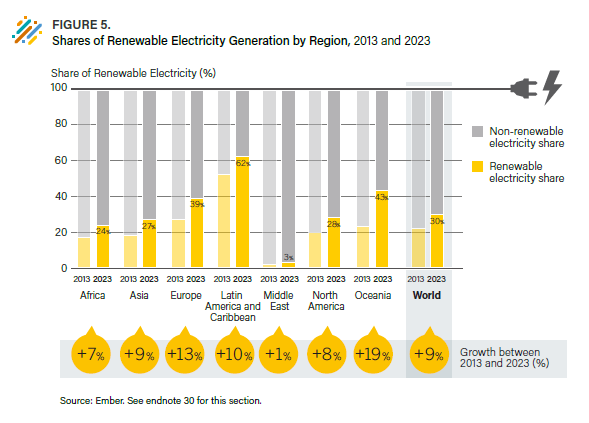 FIGURE 5.
Shares of Renewable Electricity Generation by Region, 2013 and 2023
Share of Renewable Electricity (%)
100
80
60
40
20
0
24%
27%
39%
62%
3%
28%
43%
30%
Non-renewable
electricity share
Renewable
electricity share
2013 2023 2013 2023 2013 2023 2013 2023 2013 2023 2013 2023 2013 2023 2013 2023
Africa Asia Europe Latin America and Caribbean Middle East North America Oceania World
+7% +9% +13% +10% +1% +8% +19% +9%
Growth between
2013 and 2023 (%)
Source: Ember. See endnote 30 for this section.